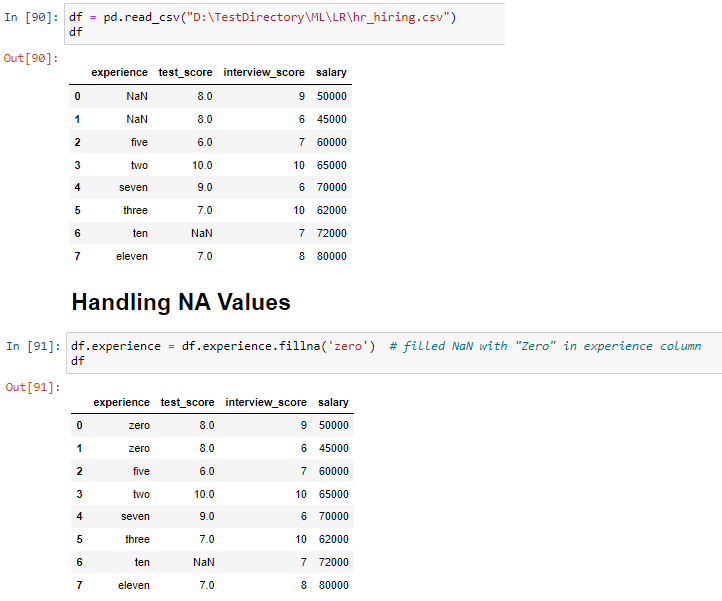 In [90]: df = pd.read_csv("D:\TestDirectory\ML\LR\hr_hiring.csv")
df
Out[90]:
experience test_score interview_score salary
0 NaN 8.0 9 50000
1 NaN 8.0 6 45000
2 five 6.0 7 60000
3 two 10.0 10 65000
4 seven 9.0 6 70000
5 three 7.0 10 62000
6 ten NaN 7 72000
7 eleven 7.0 8 80000
Handling NA Values
In [91]: df.experience = df.experience.fillna('zero')  # filled NaN with "Zero" in experience column
df
Out[91]:
experience test_score interview_score salary
0 zero 8.0 9 50000
1 zero 8.0 6 45000
2 five 6.0 7 60000
3 two 10.0 10 65000
4 seven 9.0 6 70000
5 three 7.0 10 62000
6 ten NaN 7 72000
7 eleven 7.0 8 80000